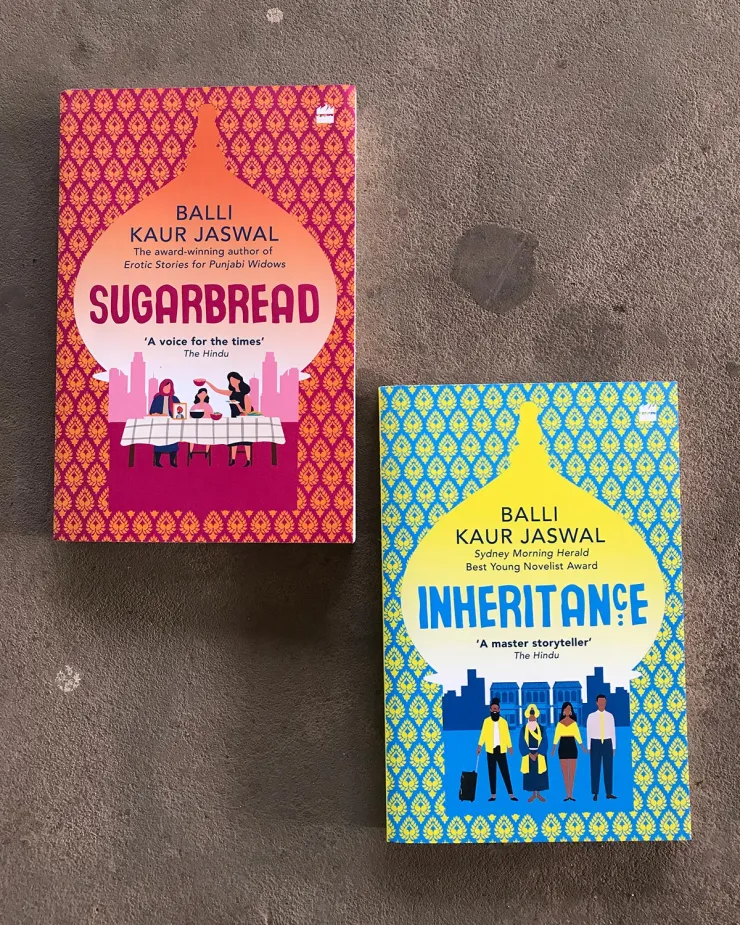 BALLI
KAUR JASWAL
The award-winning author of
Erotic Stories for Punjabi Widows
SUGARBREAD
'A voice for the times'
The Hindu
BALLI
KAUR JASWAL
Sydney Morning Herald
Best Young Novelist Award
INHERITANCE
'A master storyteller'
The Hindu